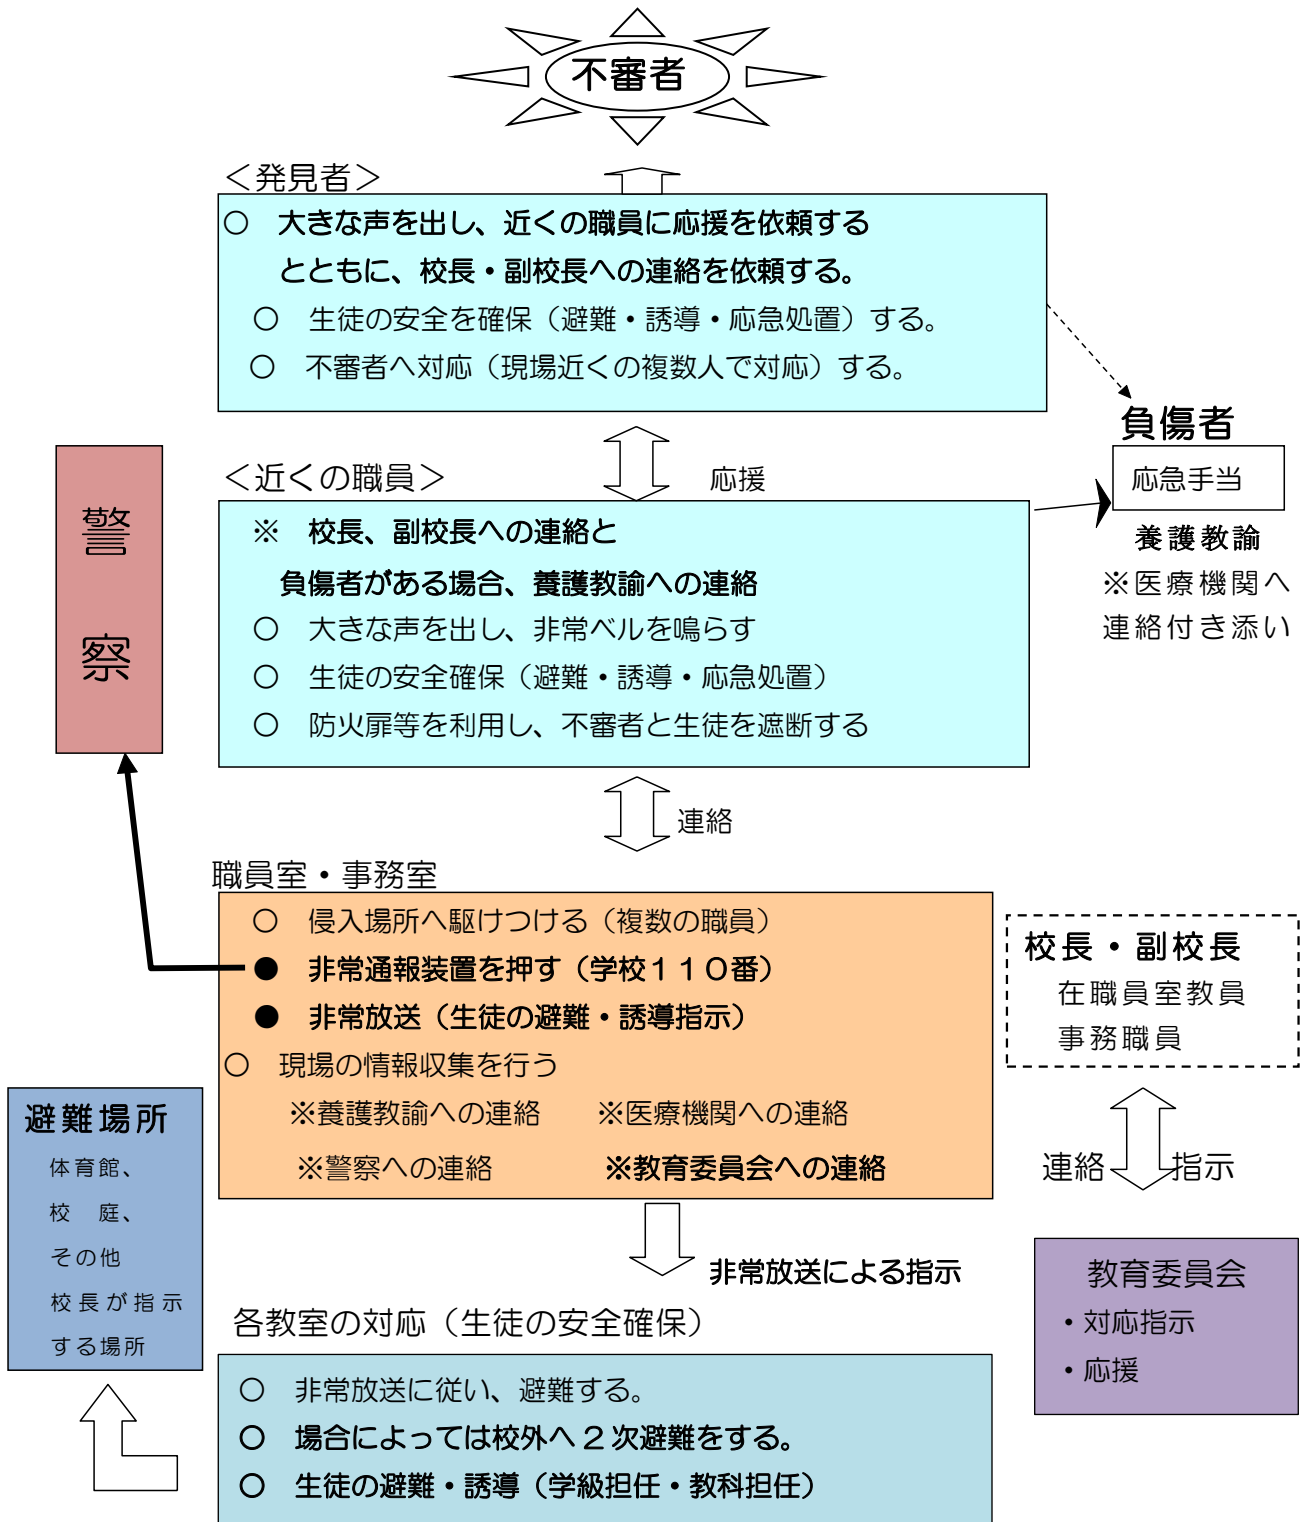 不審者
＜発見者＞
○　大きな声を出し、近くの職員に応援を依頼する
とともに、校長・副校長への連絡を依頼する。
○　生徒の安全を確保（避難・誘導・応急処置）する。
○　不審者へ対応（現場近くの複数人で対応）する。
負傷者
応急手当
養護教諭
※医療機関へ
連絡付き添い
警
察
＜近くの職員＞
応援
※　校長、副校長への連絡と
負傷者がある場合、養護教諭への連絡
○　大きな声を出し、非常ベルを鳴らす
○　生徒の安全確保（避難・誘導・応急処置）
○　防火扉等を利用し、不審者と生徒を遮断する
連絡
職員室・事務室
○　侵入場所へ駆けつける（複数の職員）
●　非常通報装置を押す（学校１１０番）
●　非常放送（生徒の避難・誘導指示）
○　現場の情報収集を行う
※養護教諭への連絡　　※医療機関への連絡
※警察への連絡　　　　※教育委員会への連絡
校長・副校長
在職員室教員
事務職員
連絡　指示
教育委員会
・対応指示
・応援
避難場所
体育館、
校　庭、
その他
校長が指示
する場所
非常放送による指示
各教室の対応（生徒の安全確保）
○　非常放送に従い、避難する。
○　場合によっては校外へ２次避難をする。
○　生徒の避難・誘導（学級担任・教科担任）